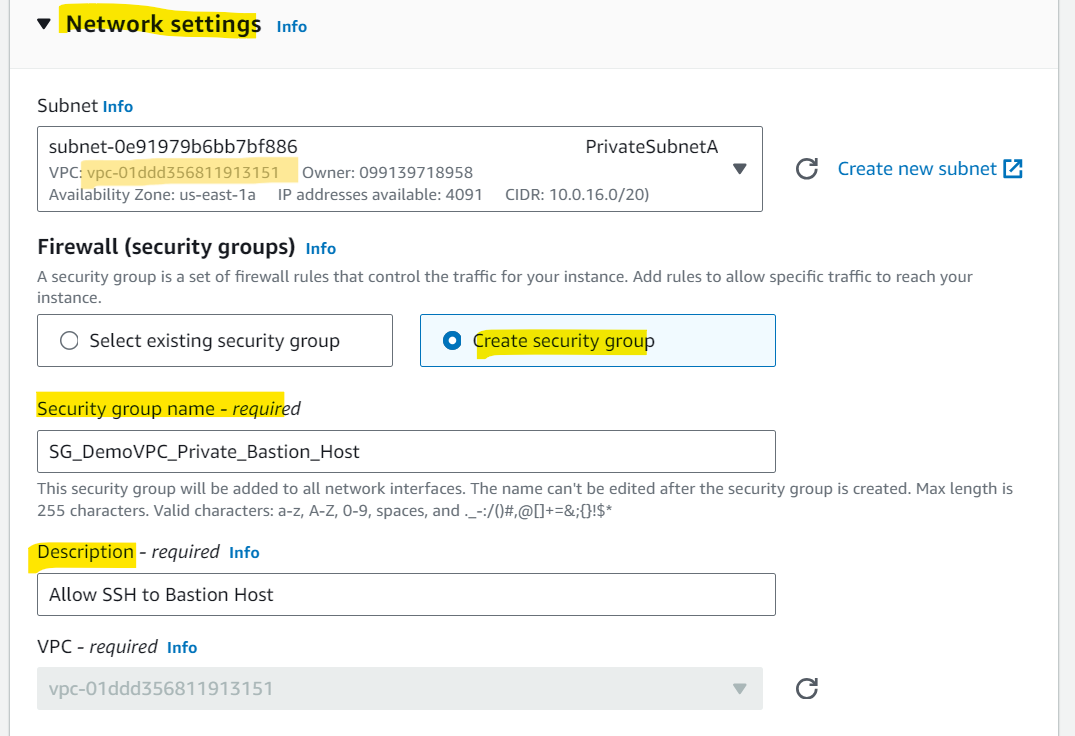 Network settings Info
Subnet Info
subnet-0e91979b6bb7bf886 PrivateSubnetA
VPC: vpc-01ddd356811913151 Owner: 099139718958
Availability Zone: us-east-1a IP addresses available: 4091 CIDR: 10.0.16.0/20)
Create new subnet
Firewall (security groups) Info
A security group is a set of firewall rules that control the traffic for your instance. Add rules to allow specific traffic to reach your
instance.
Select existing security group
Create security group
Security group name - required
SG_DemoVPC_Private_Bastion_Host
This security group will be added to all network interfaces. The name can't be edited after the security group is created. Max length is
255 characters. Valid characters: a-z, A-Z, 0-9, spaces, and ._-:/()#,@[]+=&;{}!$*
Description - required Info
Allow SSH to Bastion Host
VPC - required Info
vpc-01ddd356811913151